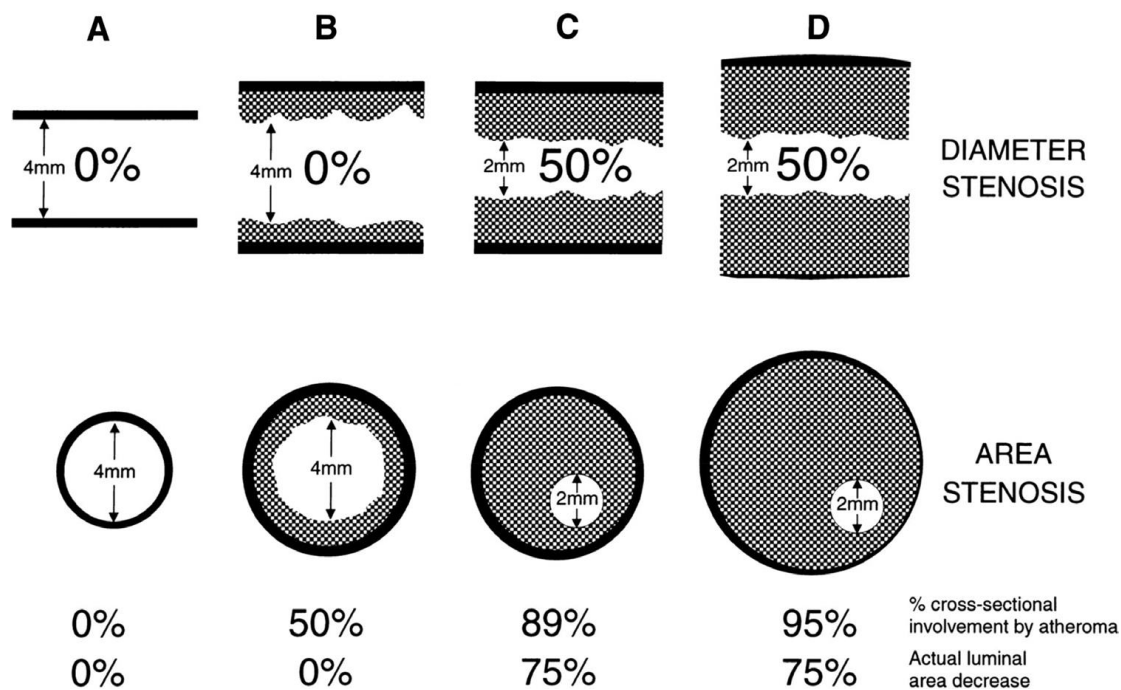 A B C D
4mm 0% 4mm 0% 2mm 50% 2mm 50%
DIAMETER
STENOSIS
4mm 4mm 2mm 2mm
AREA
STENOSIS
0% 50% 89% 95% % cross-sectional
involvement by atheroma
0% 0% 75% 75% Actual luminal
area decrease